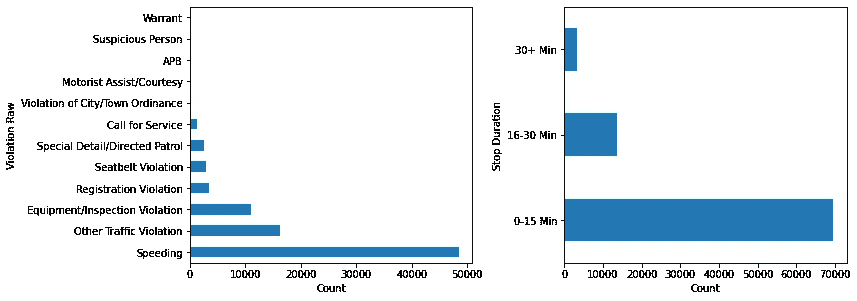 Violation Raw
Warrant
Suspicious Person
APB
Motorist Assist/Courtesy
Violation of City/Town Ordinance
Call for Service
Special Detail/Directed Patrol
Seatbelt Violation
Registration Violation
Equipment/Inspection Violation
Other Traffic Violation
Speeding
0 10000 20000 30000 40000 50000
Count
Stop Duration
30+ Min
16-30 Min
0-15 Min
0 10000 20000 30000 40000 50000 60000 70000
Count